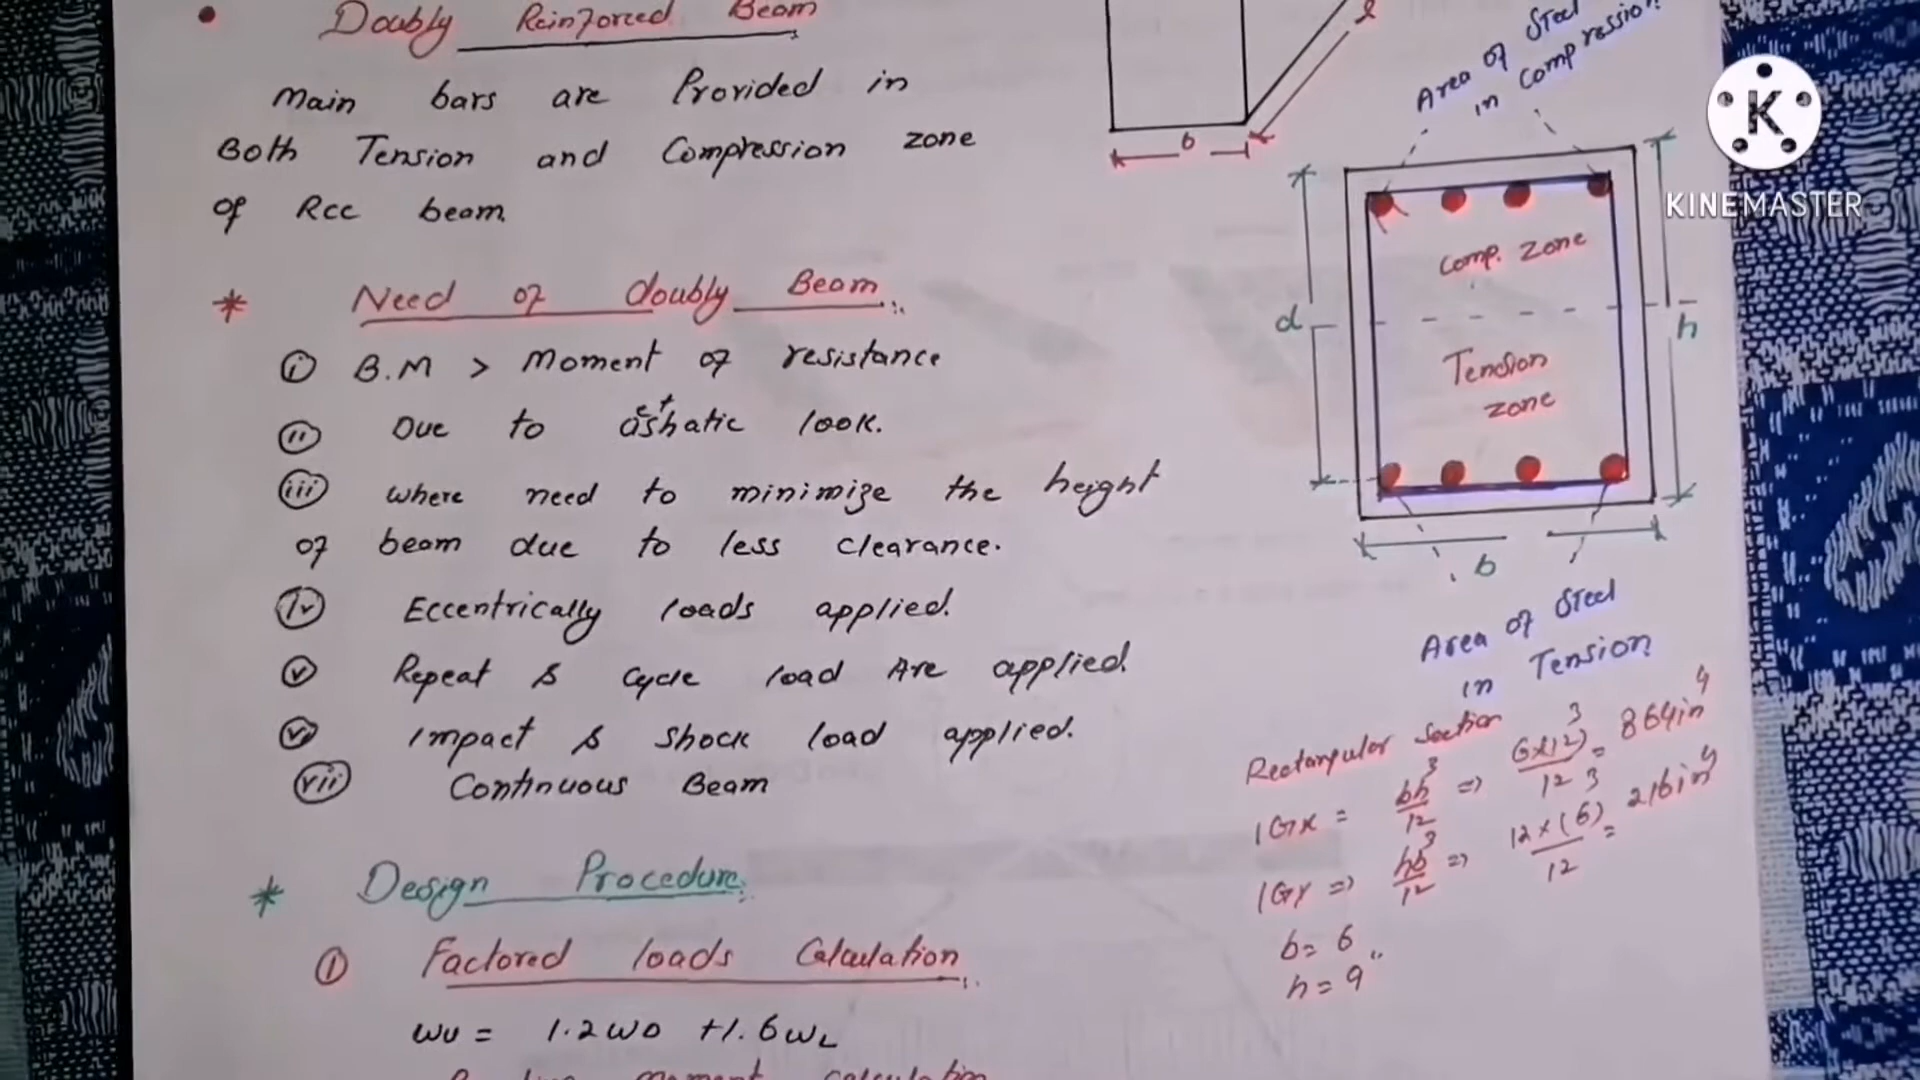 Doubly Reinforced Beam
Main bars are Provided in
Both Tension and Compression zone
of Rcc beam
* Need of doubly Beam
(i) B.M > Moment of resistance
(ii) Due to ashatic look.
(iii) where need to minimize the height
of beam due to less clearance.
(iv) Eccentrically loads applied.
(v) Repeat & Cycle load Are applied.
(v) Impact & Shock load applied.
(vii) Continuous Beam
* Design Procedure:
(1) Factored loads Calculation
Wu = 1.2WD + 1.6WL
moment calculation
b
l
Area of Steel
in Compression
K
KINEMASTER
Comp. Zone
d
h
Tension
zone
b
Area of Steel
in Tension
Rectangular Section
IGx = bh³/12 => 6x(12)³/12 = 864in⁴
IGY => hb³/12 => 12x(6)³/12 = 216in⁴
b= 6"
h= 9